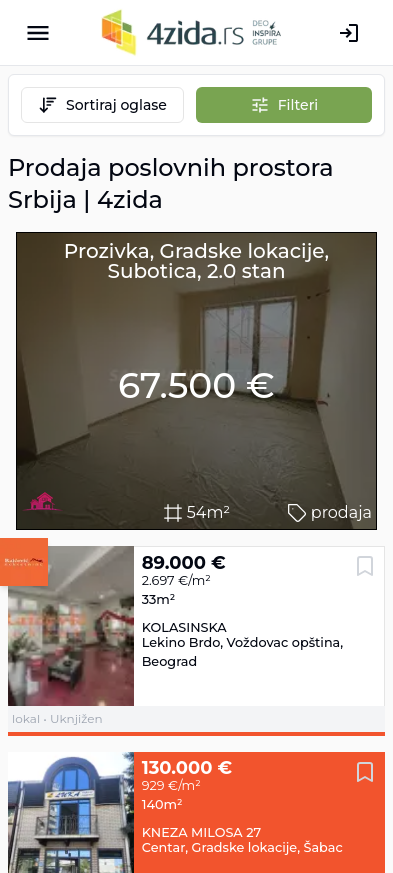 4zida.rs
DEO
INSPIRA
GRUPE
Sortiraj oglase
Filteri
Prodaja poslovnih prostora
Srbija | 4zida
Prozivka, Gradske lokacije,
Subotica, 2.0 stan
67.500 €
54m²
prodaja
89.000 €
2.697 €/m²
33m²
KOLASINSKA
Lekino Brdo, Voždovac opština,
Beograd
lokal • Uknjižen
130.000 €
929 €/m²
140m²
KNEZA MILOSA 27
Centar, Gradske lokacije, Šabac
LUKA